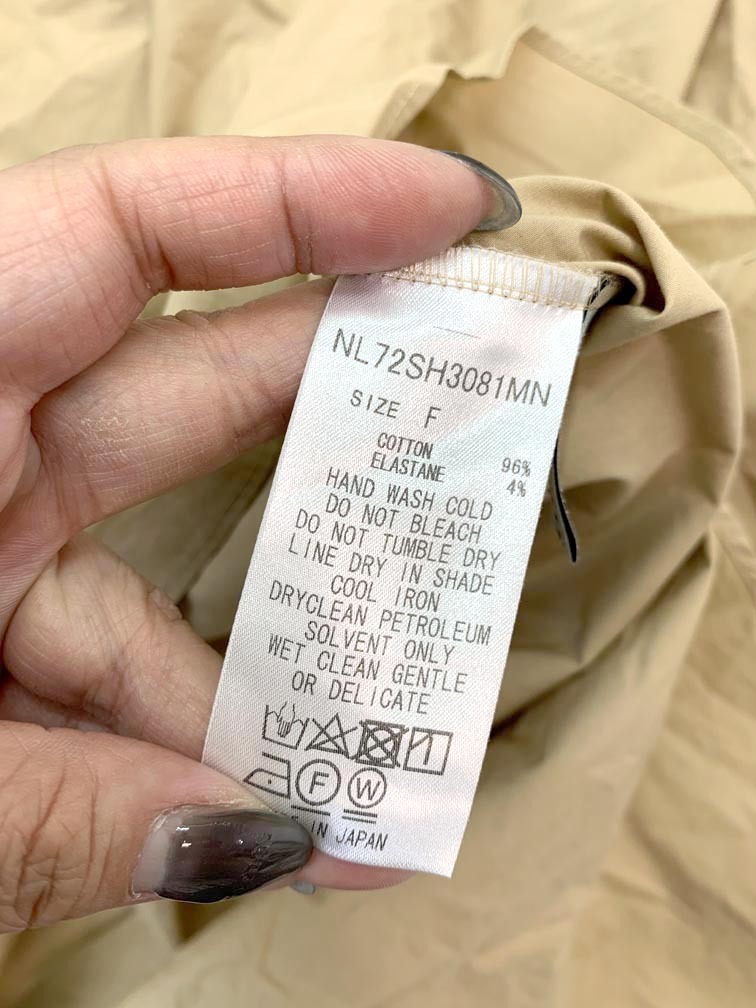 NL72SH3081MN
SIZE F
COTTON 96%
ELASTANE 4%
HAND WASH COLD
DO NOT BLEACH
DO NOT TUMBLE DRY
LINE DRY IN SHADE
COOL IRON
DRYCLEAN PETROLEUM
SOLVENT ONLY
WET CLEAN GENTLE
OR DELICATE
F W
IN JAPAN